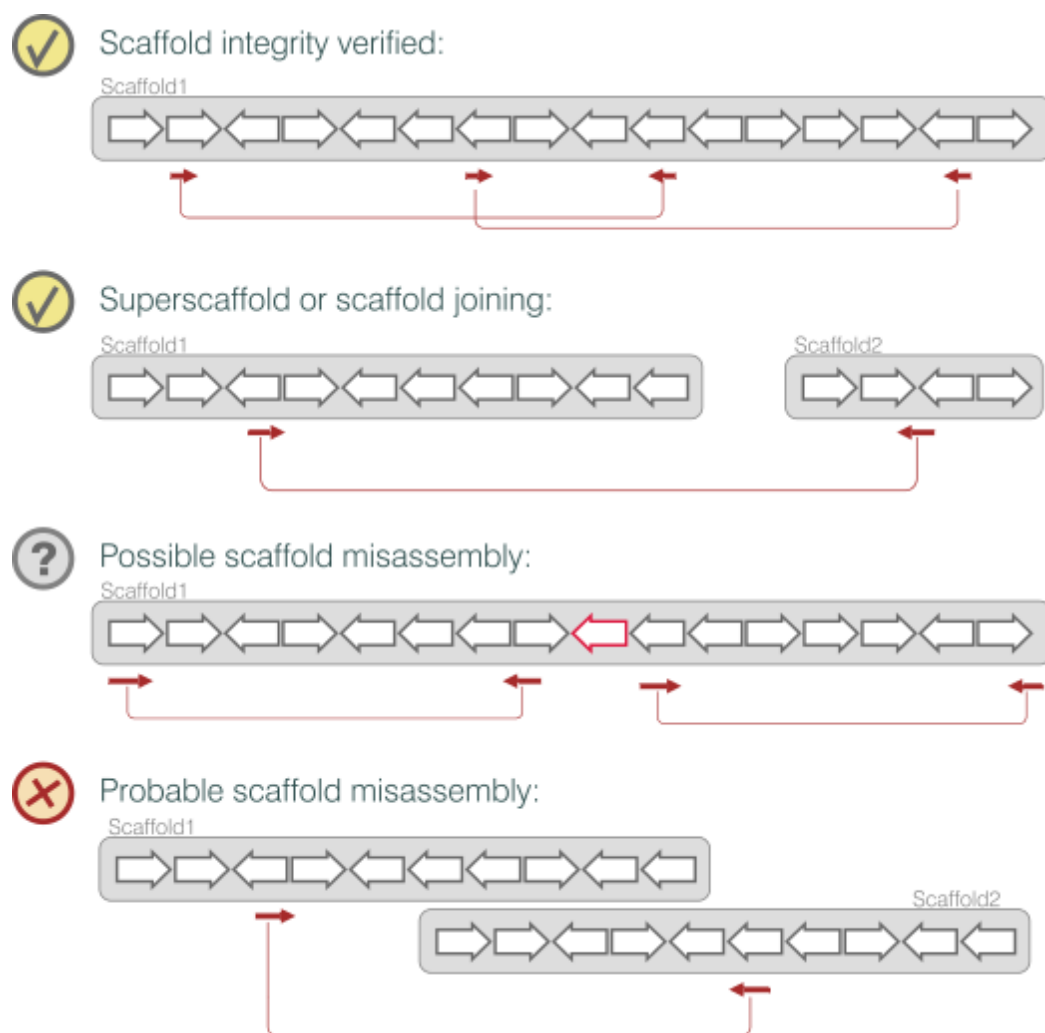 Scaffold integrity verified:
Scaffold1
Superscaffold or scaffold joining:
Scaffold1
Scaffold2
?
Possible scaffold misassembly:
Scaffold1
Probable scaffold misassembly:
Scaffold1
Scaffold2